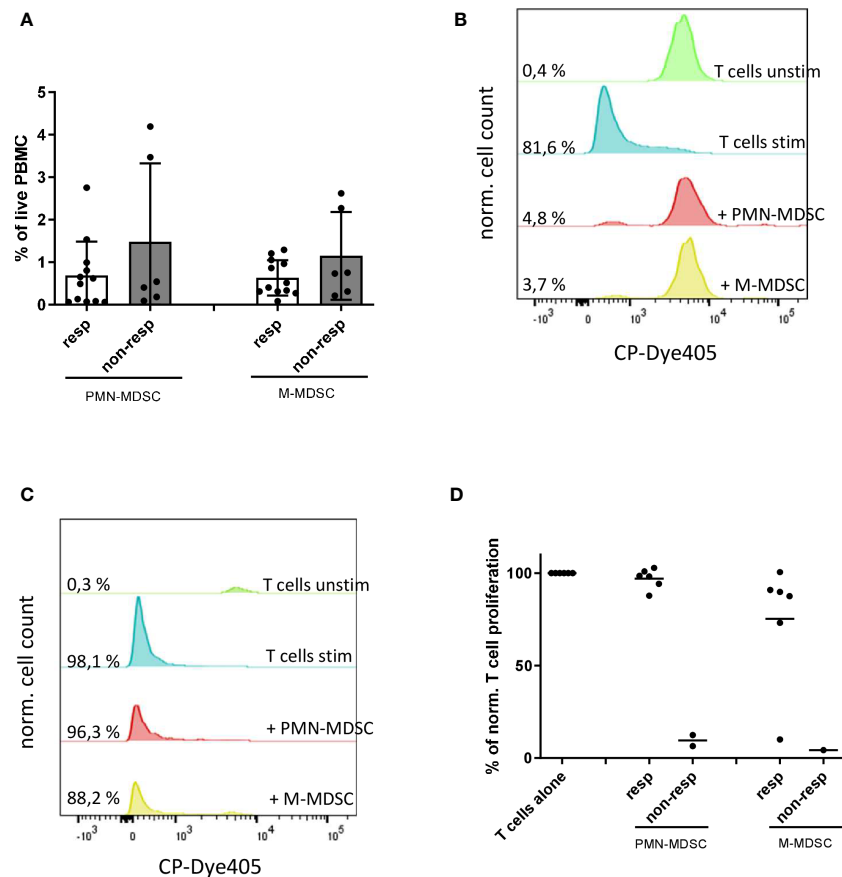 A
% of live PBMC
5
4
3
2
1
0
resp
non-resp
resp
non-resp
PMN-MDSC
M-MDSC
B
norm. cell count
0,4 %
T cells unstim
81,6 %
T cells stim
4,8 %
+ PMN-MDSC
3,7 %
+ M-MDSC
-10³ 0 10³ 10⁴ 10⁵
CP-Dye405
C
norm. cell count
0,3 %
T cells unstim
98,1 %
T cells stim
96,3 %
+ PMN-MDSC
88,2 %
+ M-MDSC
-10³ 0 10³ 10⁴ 10⁵
CP-Dye405
D
% of norm. T cell proliferation
100
50
0
T cells alone
resp
non-resp
resp
non-resp
PMN-MDSC
M-MDSC